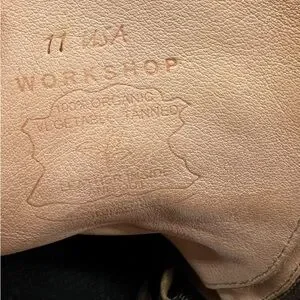 11 USA
WORKSHOP
100% ORGANIC
VEGETABLE TANNED
LEATHER INSIDE